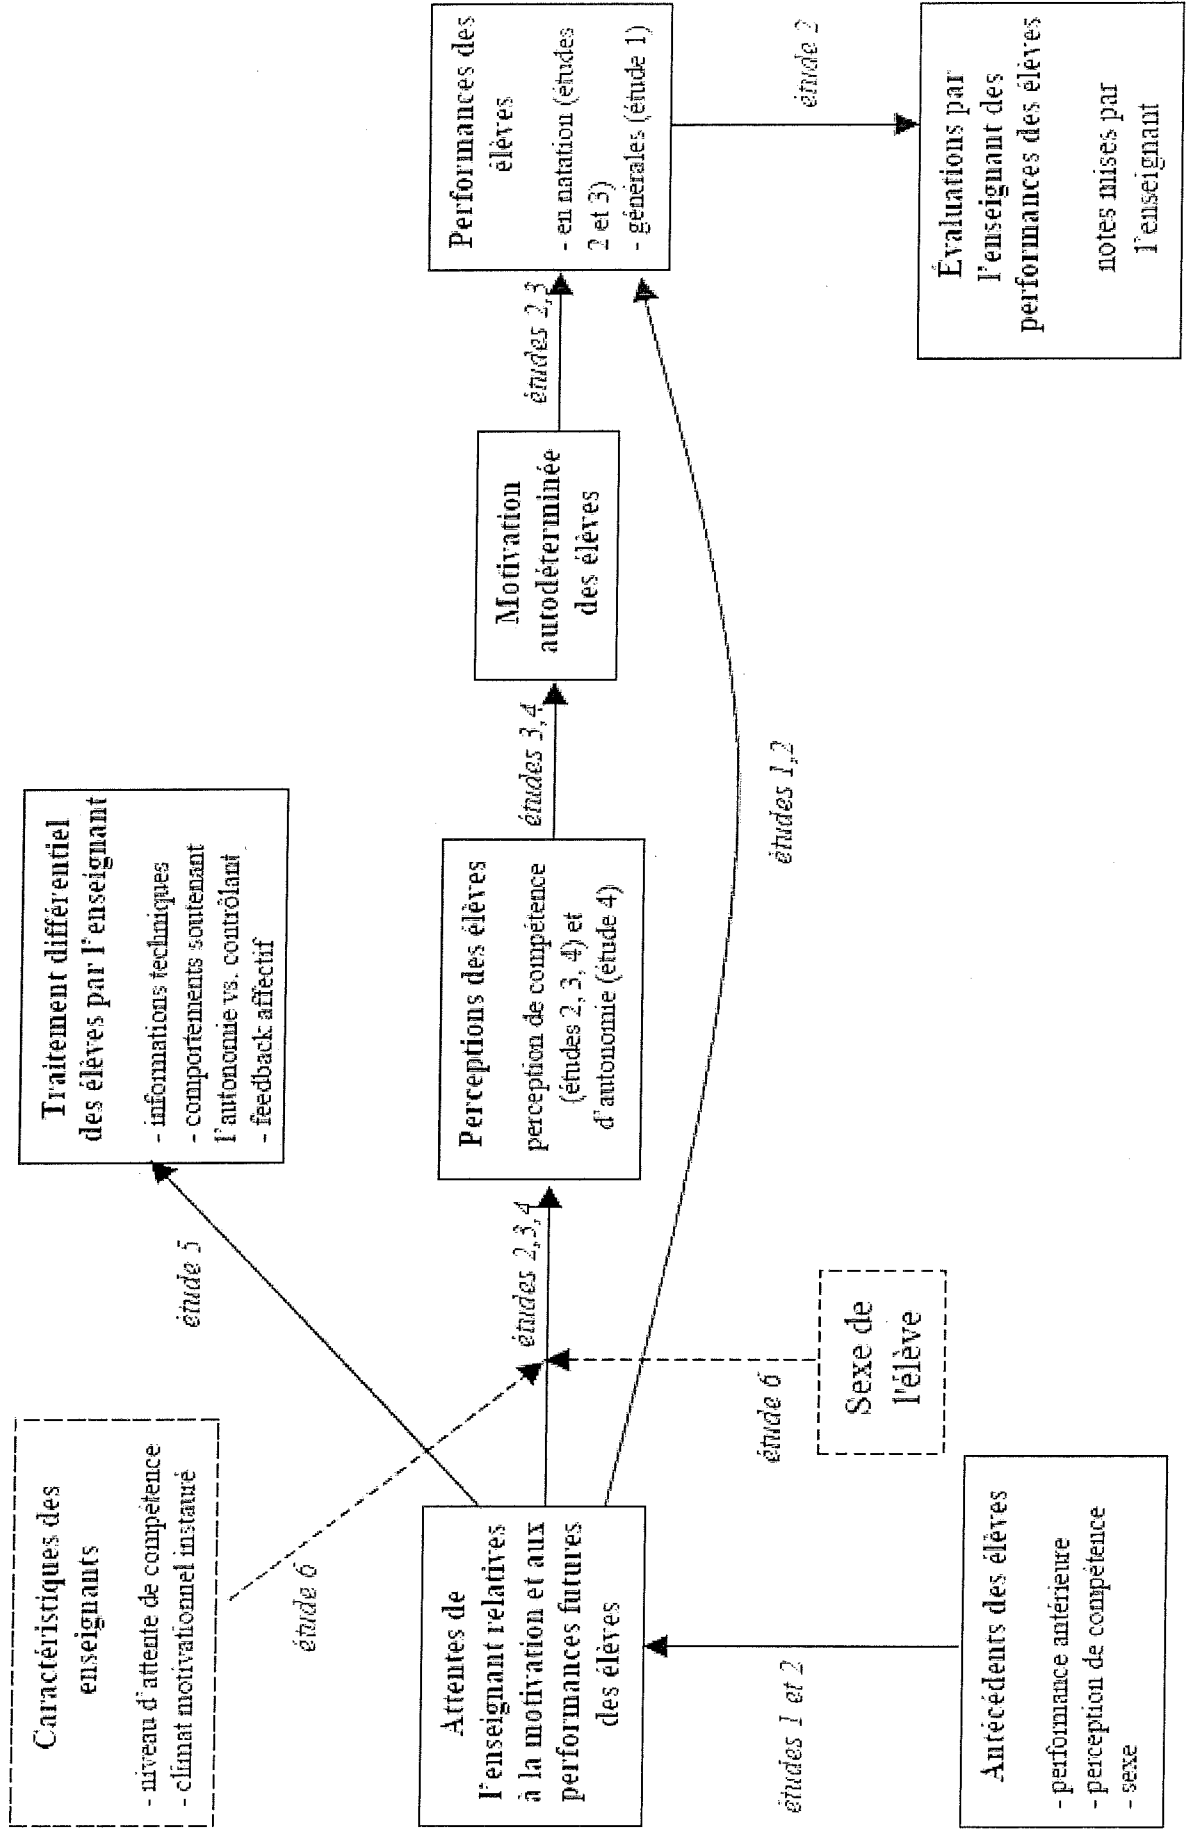 Caractéristiques des
enseignants
- niveau d'attente de compétence
- climat motivationnel instauré
étude 6
Traitement différentiel
des élèves par l'enseignant
- informations techniques
- comportements soutenant
l'autonomie vs. contrôlant
- feedback affectif
étude 5
Attentes de
l'enseignant relatives
à la motivation et aux
performances futures
des élèves
études 2,3,4
Perceptions des élèves
perception de compétence
(études 2, 3, 4) et
d'autonomie (étude 4)
études 3,4
Motivation
autodéterminée
des élèves
études 2,3
Performances des
élèves
- en natation (études
2 et 3)
- générales (étude 1)
études 1 et 2
étude 6
Sexe de
l'élève
études 1,2
étude 2
Antécédents des élèves
- performance antérieure
- perception de compétence
- sexe
Évaluations par
l'enseignant des
performances des élèves
notes mises par
l'enseignant